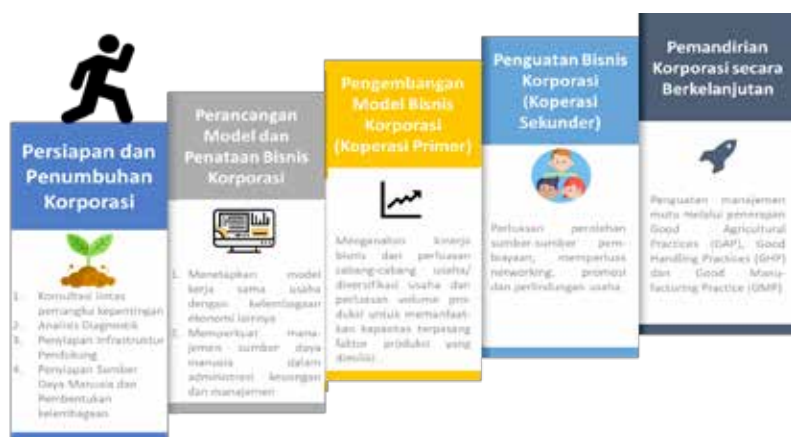 Persiapan dan
Penumbuhan
Korporasi
1. Konsultasi lintas
pemangku kepentingan
2. Analisis Diagnostik
3. Penyiapan Infrastruktur
Pendukung
4. Penyiapan Sumber
Daya Manusia dan
Pembentukan
kelembagaan
Perancangan
Model dan
Penataan Bisnis
Korporasi
1. Menetapkan model
kerja sama usaha
dengan kelembagaan
ekonomi lainnya
2. Memperkuat mana-
jemen sumber daya
manusia dalam
administrasi keuangan
dan manajemen
Pengembangan
Model Bisnis
Korporasi
(Koperasi Primer)
kinerja
bisnis dan perluasan
cabang-cabang usaha/
diversifikasi usaha dan
perluasan volume pro-
duksi untuk memanfaat-
kan kapasitas terpasang
faktor produksi yang
dimiliki
Penguatan Bisnis
Korporasi
(Koperasi
Sekunder)
Perluasan perolehan
sumber-sumber pem-
biayaan, memperluas
networking, promosi
dan perlindungan usaha
Pemandirian
Korporasi secara
Berkelanjutan
Penguatan manajemen
mutu melalui penerapan
Good Agricultural
Practices (GAP), Good
Handling Practices (GHP)
dan Good Manu-
facturing Practice (GMP)